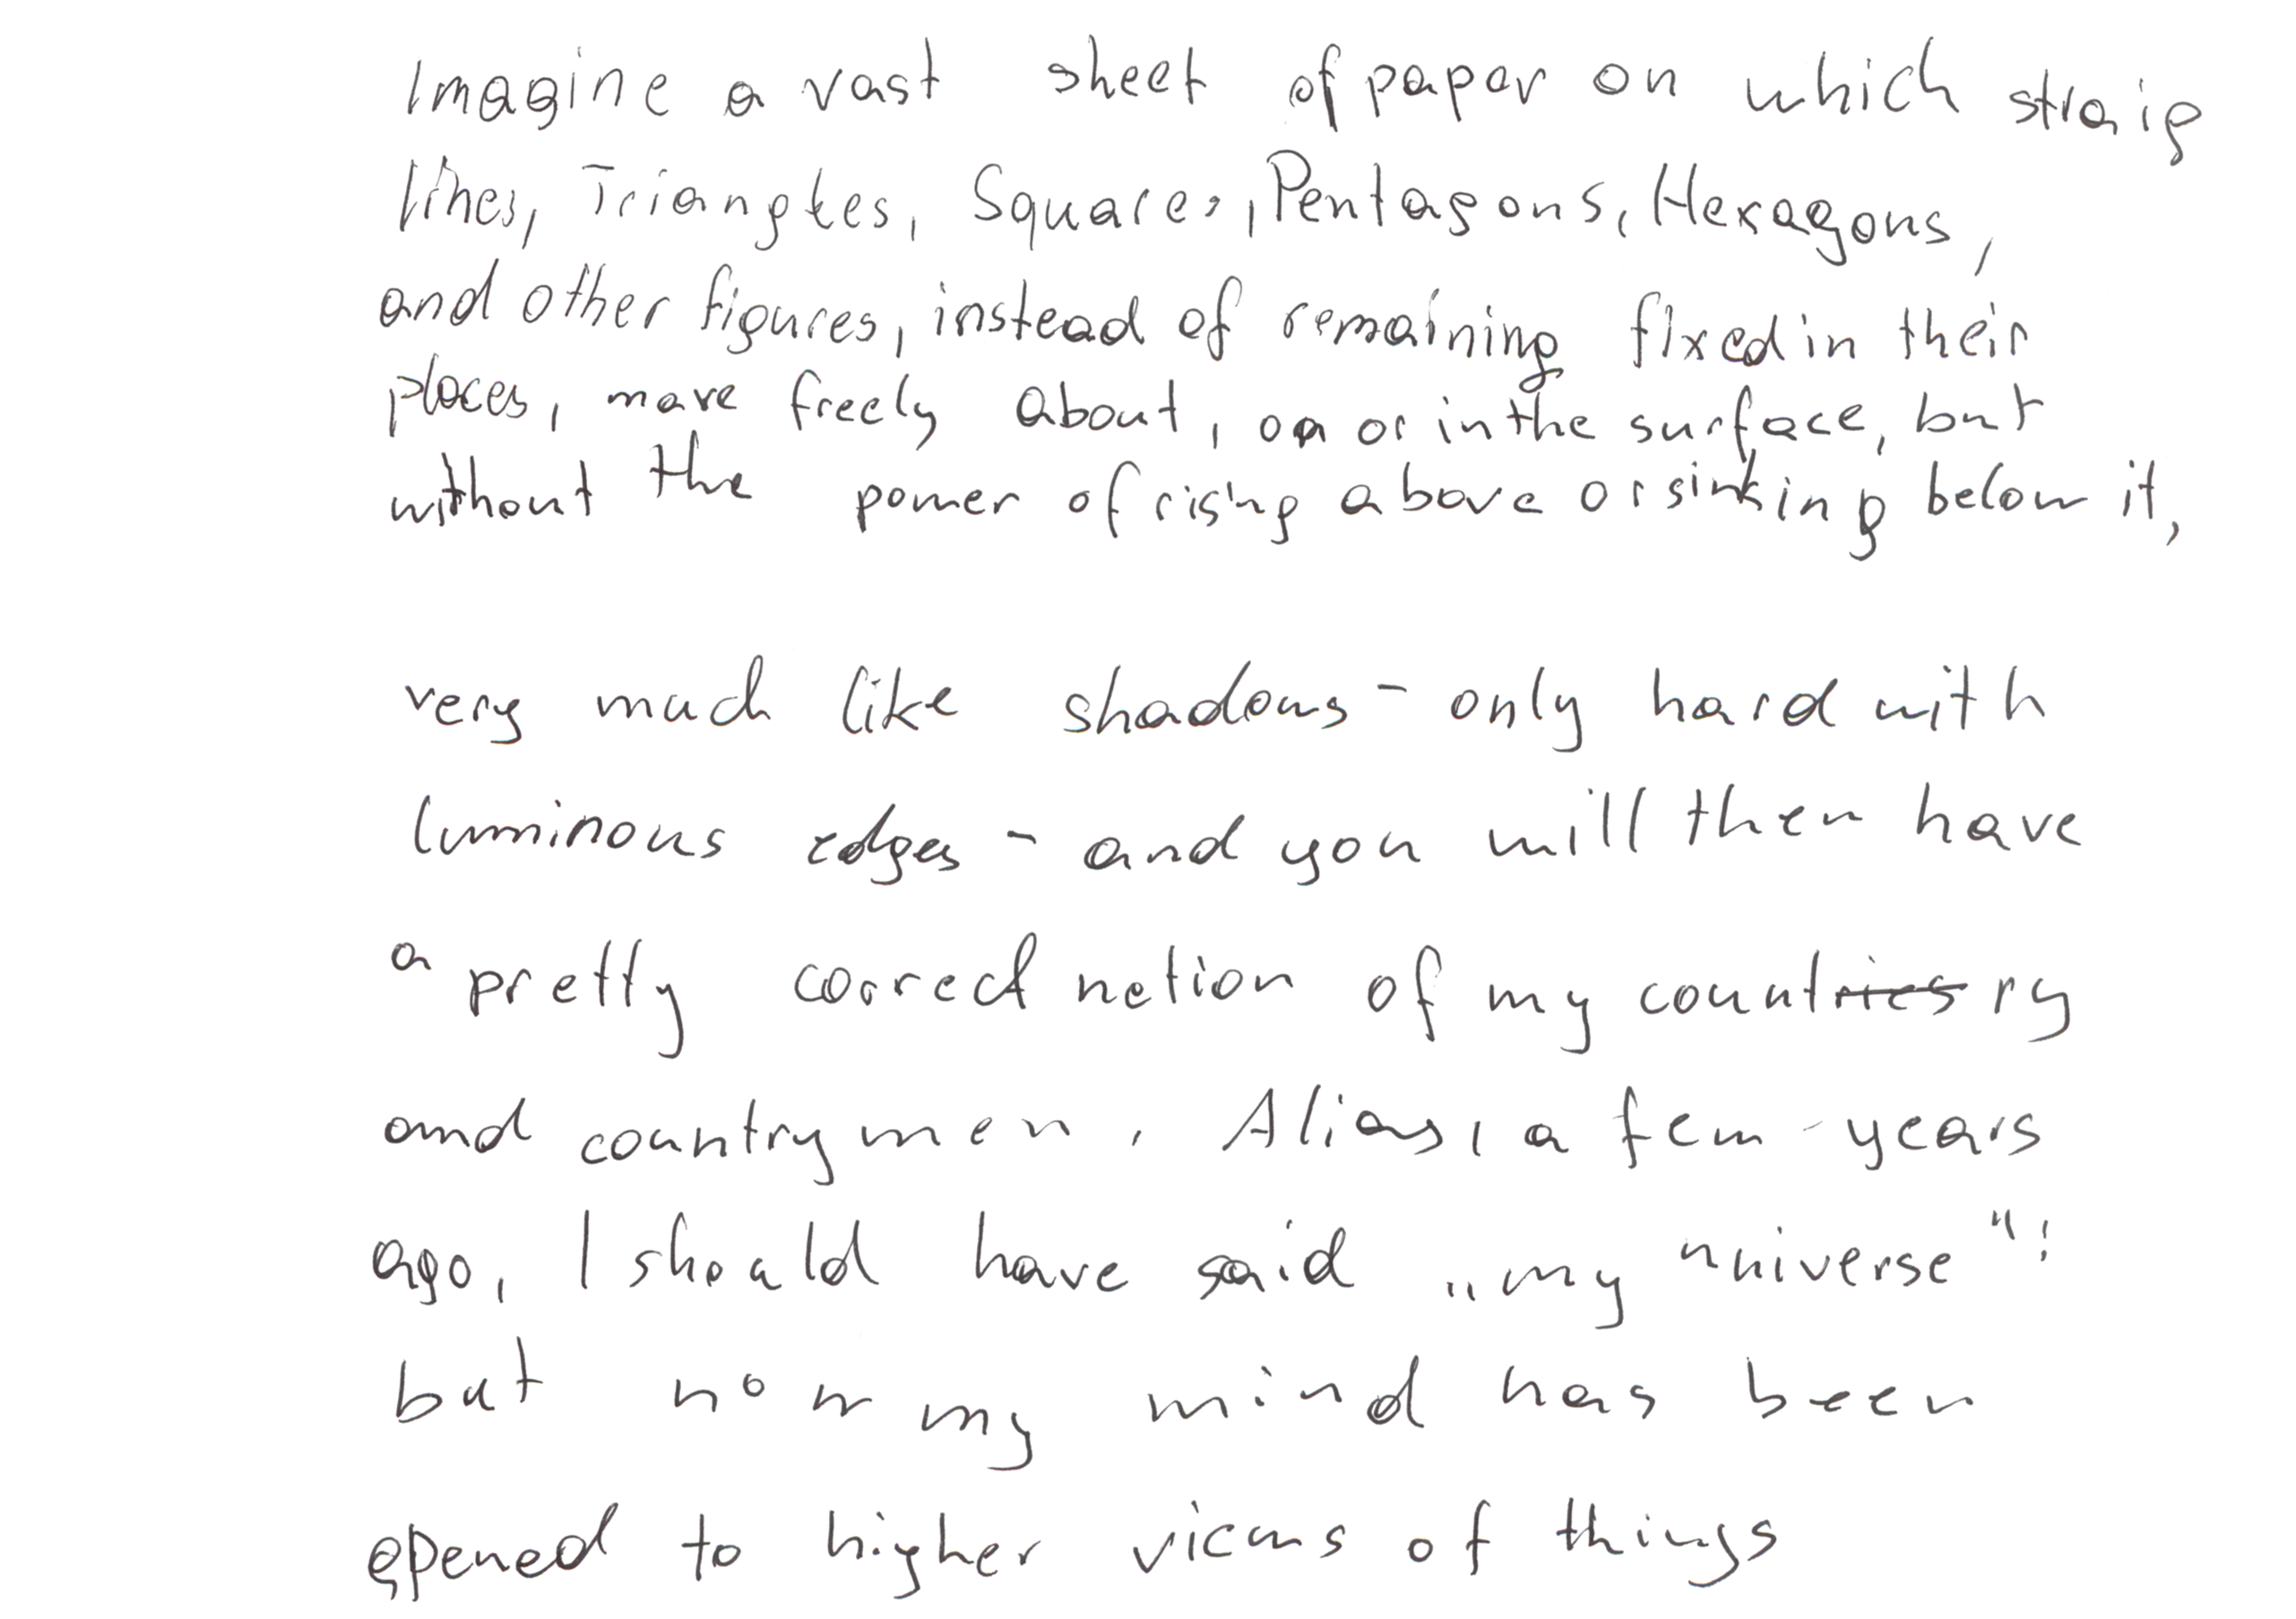 Imagine a vast sheet of paper on which straig
lines, Triangles, Squares, Pentagons, Hexagons,
and other figures, instead of remaining fixed in their
places, move freely about, on or in the surface, but
without the power of rising above or sinking below it,
very much like shadows - only hard with
luminous edges - and you will then have
a pretty correct notion of my countries ry
and countrymen. Alias, a few years
ago, I should have said „my universe“:
but now my mind has been
opened to higher views of things